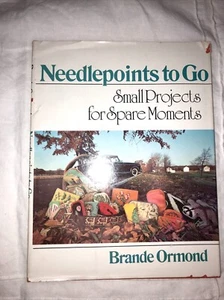 Needlepoints to Go
Small Projects
for Spare Moments
Brande Ormond